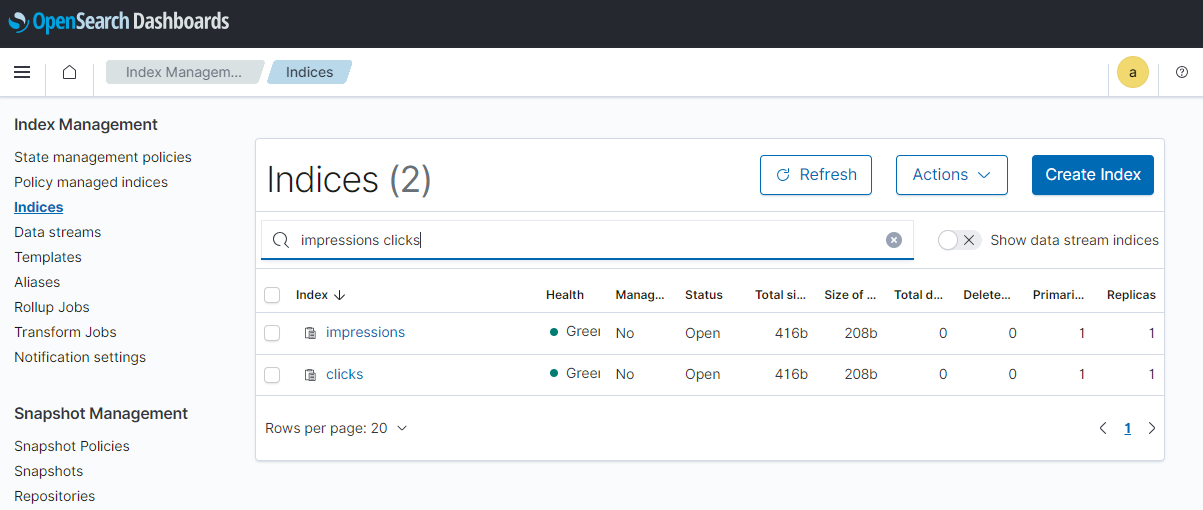 OpenSearch Dashboards
Index Managem... Indices a
Index Management
State management policies
Policy managed indices
Indices
Data streams
Templates
Aliases
Rollup Jobs
Transform Jobs
Notification settings
Snapshot Management
Snapshot Policies
Snapshots
Repositories
Indices (2) Refresh Actions Create Index
impressions clicks Show data stream indices
Index Health Manag... Status Total si... Size of ... Total d... Delete... Primari... Replicas
impressions Green No Open 416b 208b 0 0 1 1
clicks Green No Open 416b 208b 0 0 1 1
Rows per page: 20 1